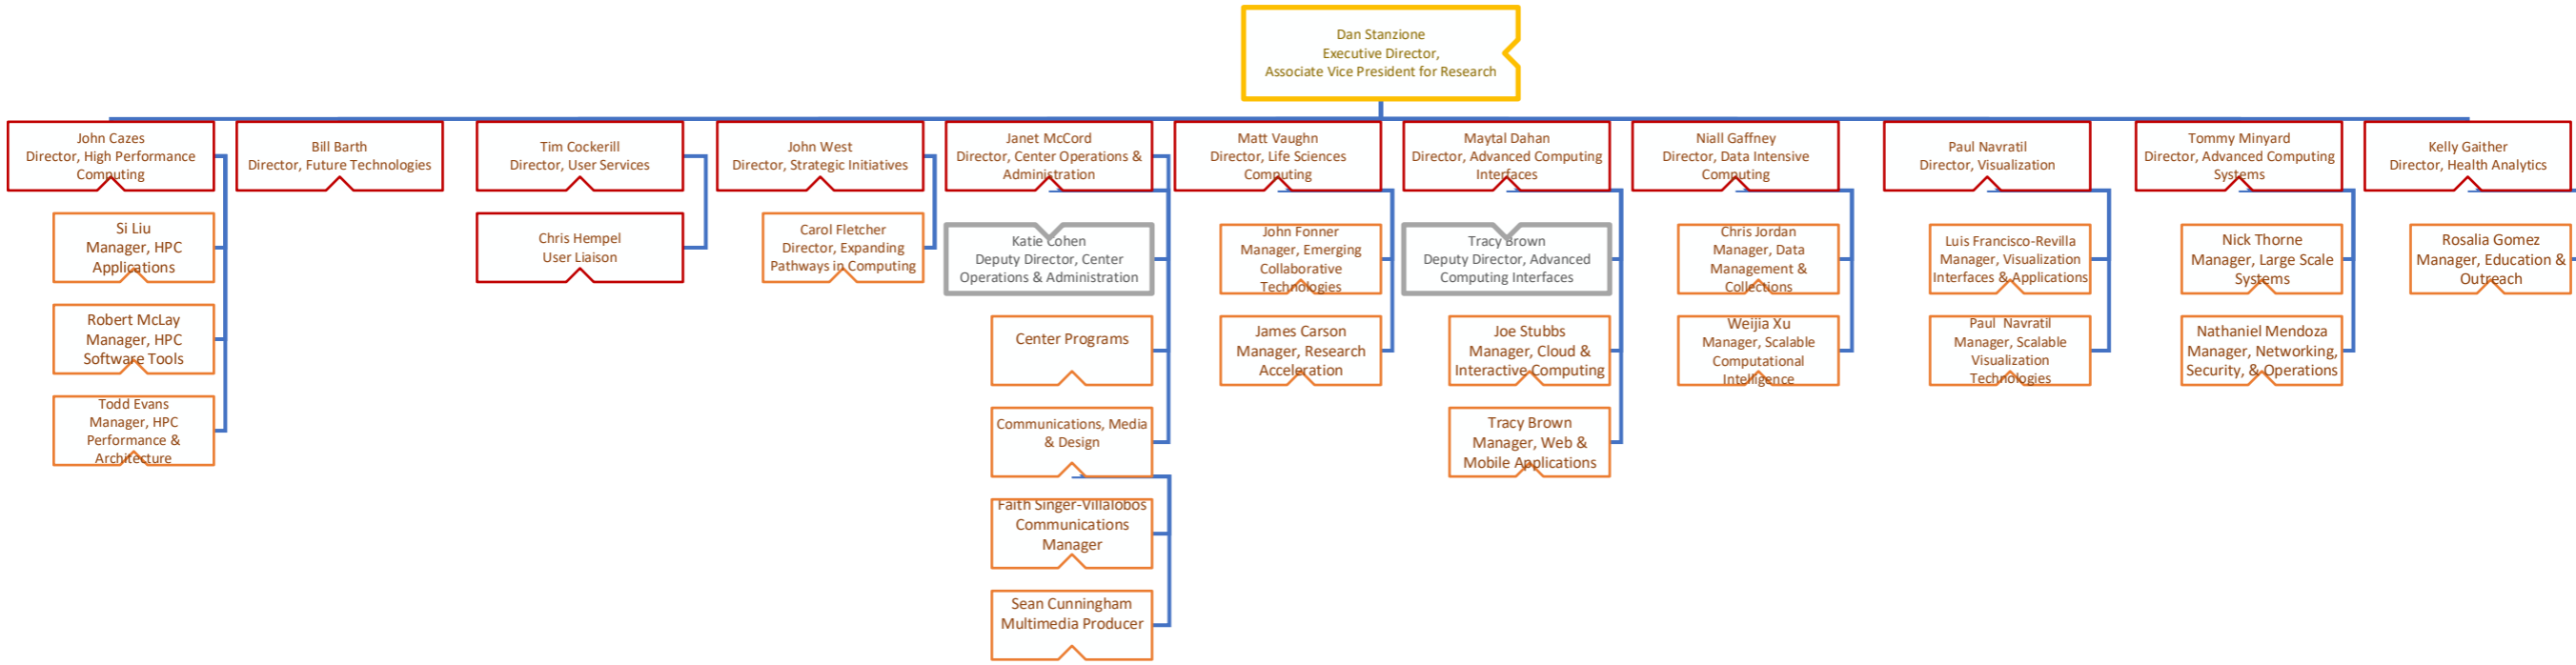 Dan Stanzione
Executive Director,
Associate Vice President for Research
John Cazes
Director, High Performance
Computing
Bill Barth
Director, Future Technologies
Tim Cockerill
Director, User Services
John West
Director, Strategic Initiatives
Janet McCord
Director, Center Operations &
Administration
Matt Vaughn
Director, Life Sciences
Computing
Maytal Dahan
Director, Advanced Computing
Interfaces
Niall Gaffney
Director, Data Intensive
Computing
Paul Navratil
Director, Visualization
Tommy Minyard
Director, Advanced Computing
Systems
Kelly Gaither
Director, Health Analytics
Si Liu
Manager, HPC
Applications
Chris Hempel
User Liaison
Carol Fletcher
Director, Expanding
Pathways in Computing
Katie Cohen
Deputy Director, Center
Operations & Administration
John Fonner
Manager, Emerging
Collaborative
Technologies
Tracy Brown
Deputy Director, Advanced
Computing Interfaces
Chris Jordan
Manager, Data
Management &
Collections
Luis Francisco-Revilla
Manager, Visualization
Interfaces & Applications
Nick Thorne
Manager, Large Scale
Systems
Rosalia Gomez
Manager, Education &
Outreach
Robert McLay
Manager, HPC
Software Tools
Center Programs
James Carson
Manager, Research
Acceleration
Joe Stubbs
Manager, Cloud &
Interactive Computing
Weijia Xu
Manager, Scalable
Computational
Intelligence
Paul  Navratil
Manager, Scalable
Visualization
Technologies
Nathaniel Mendoza
Manager, Networking,
Security, & Operations
Todd Evans
Manager, HPC
Performance &
Architecture
Communications, Media
& Design
Tracy Brown
Manager, Web &
Mobile Applications
Faith Singer-Villalobos
Communications
Manager
Sean Cunningham
Multimedia Producer